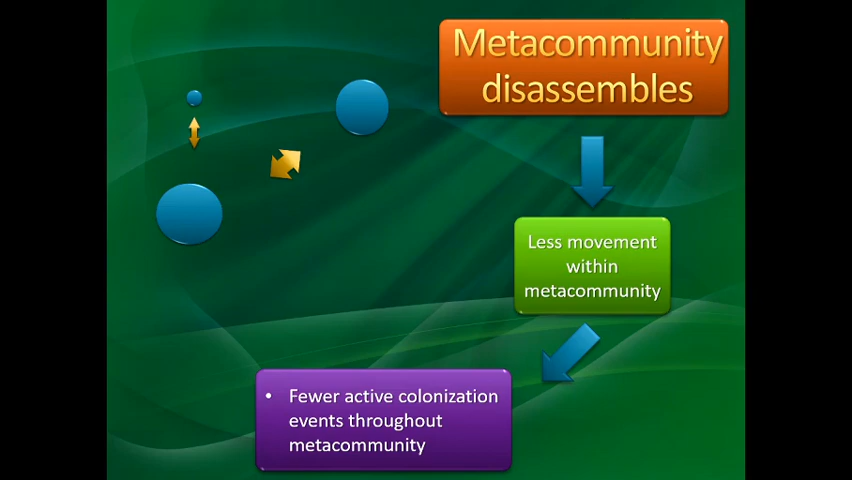 Metacommunity
disassembles
Less movement
within
metacommunity
• Fewer active colonization
events throughout
metacommunity